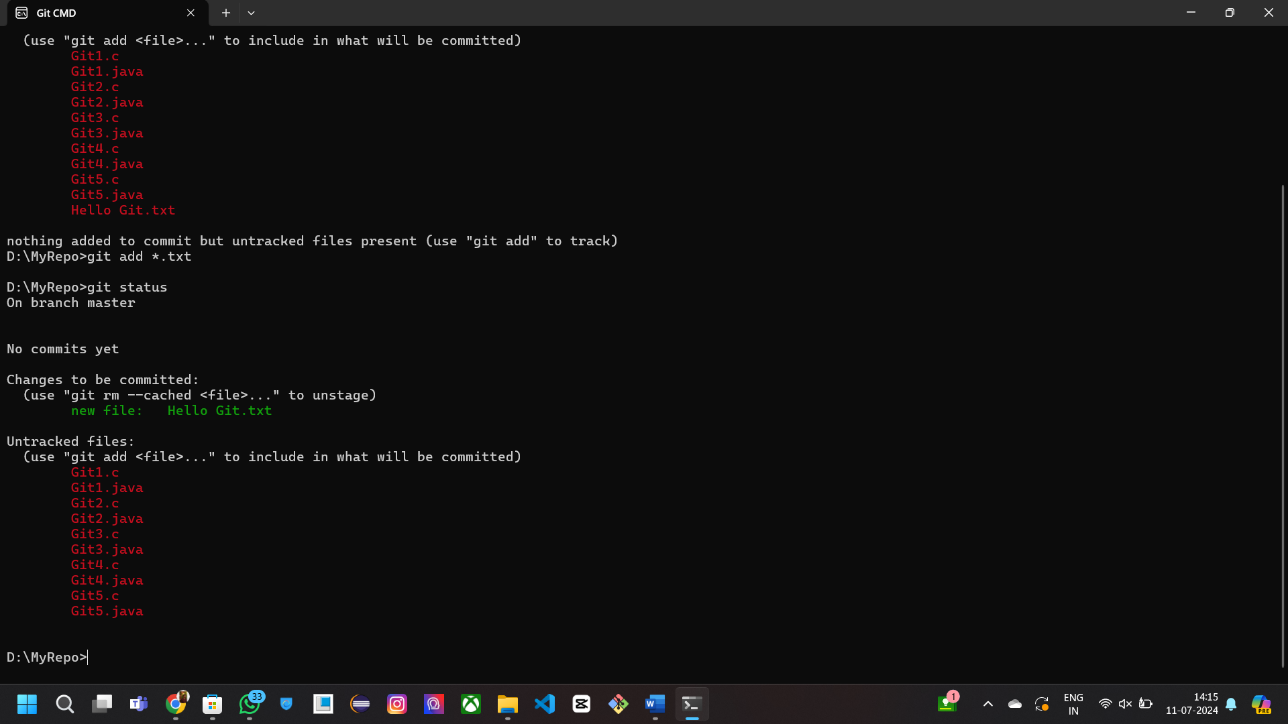 Git CMD
(use "git add <file>..." to include in what will be committed)
Git1.c
Git1.java
Git2.c
Git2.java
Git3.c
Git3.java
Git4.c
Git4.java
Git5.c
Git5.java
Hello Git.txt
nothing added to commit but untracked files present (use "git add" to track)
D:\MyRepo>git add *.txt
D:\MyRepo>git status
On branch master
No commits yet
Changes to be committed:
(use "git rm --cached <file>..." to unstage)
new file:   Hello Git.txt
Untracked files:
(use "git add <file>..." to include in what will be committed)
Git1.c
Git1.java
Git2.c
Git2.java
Git3.c
Git3.java
Git4.c
Git4.java
Git5.c
Git5.java
D:\MyRepo>
33
1
ENG
IN
14:15
11-07-2024
PRE